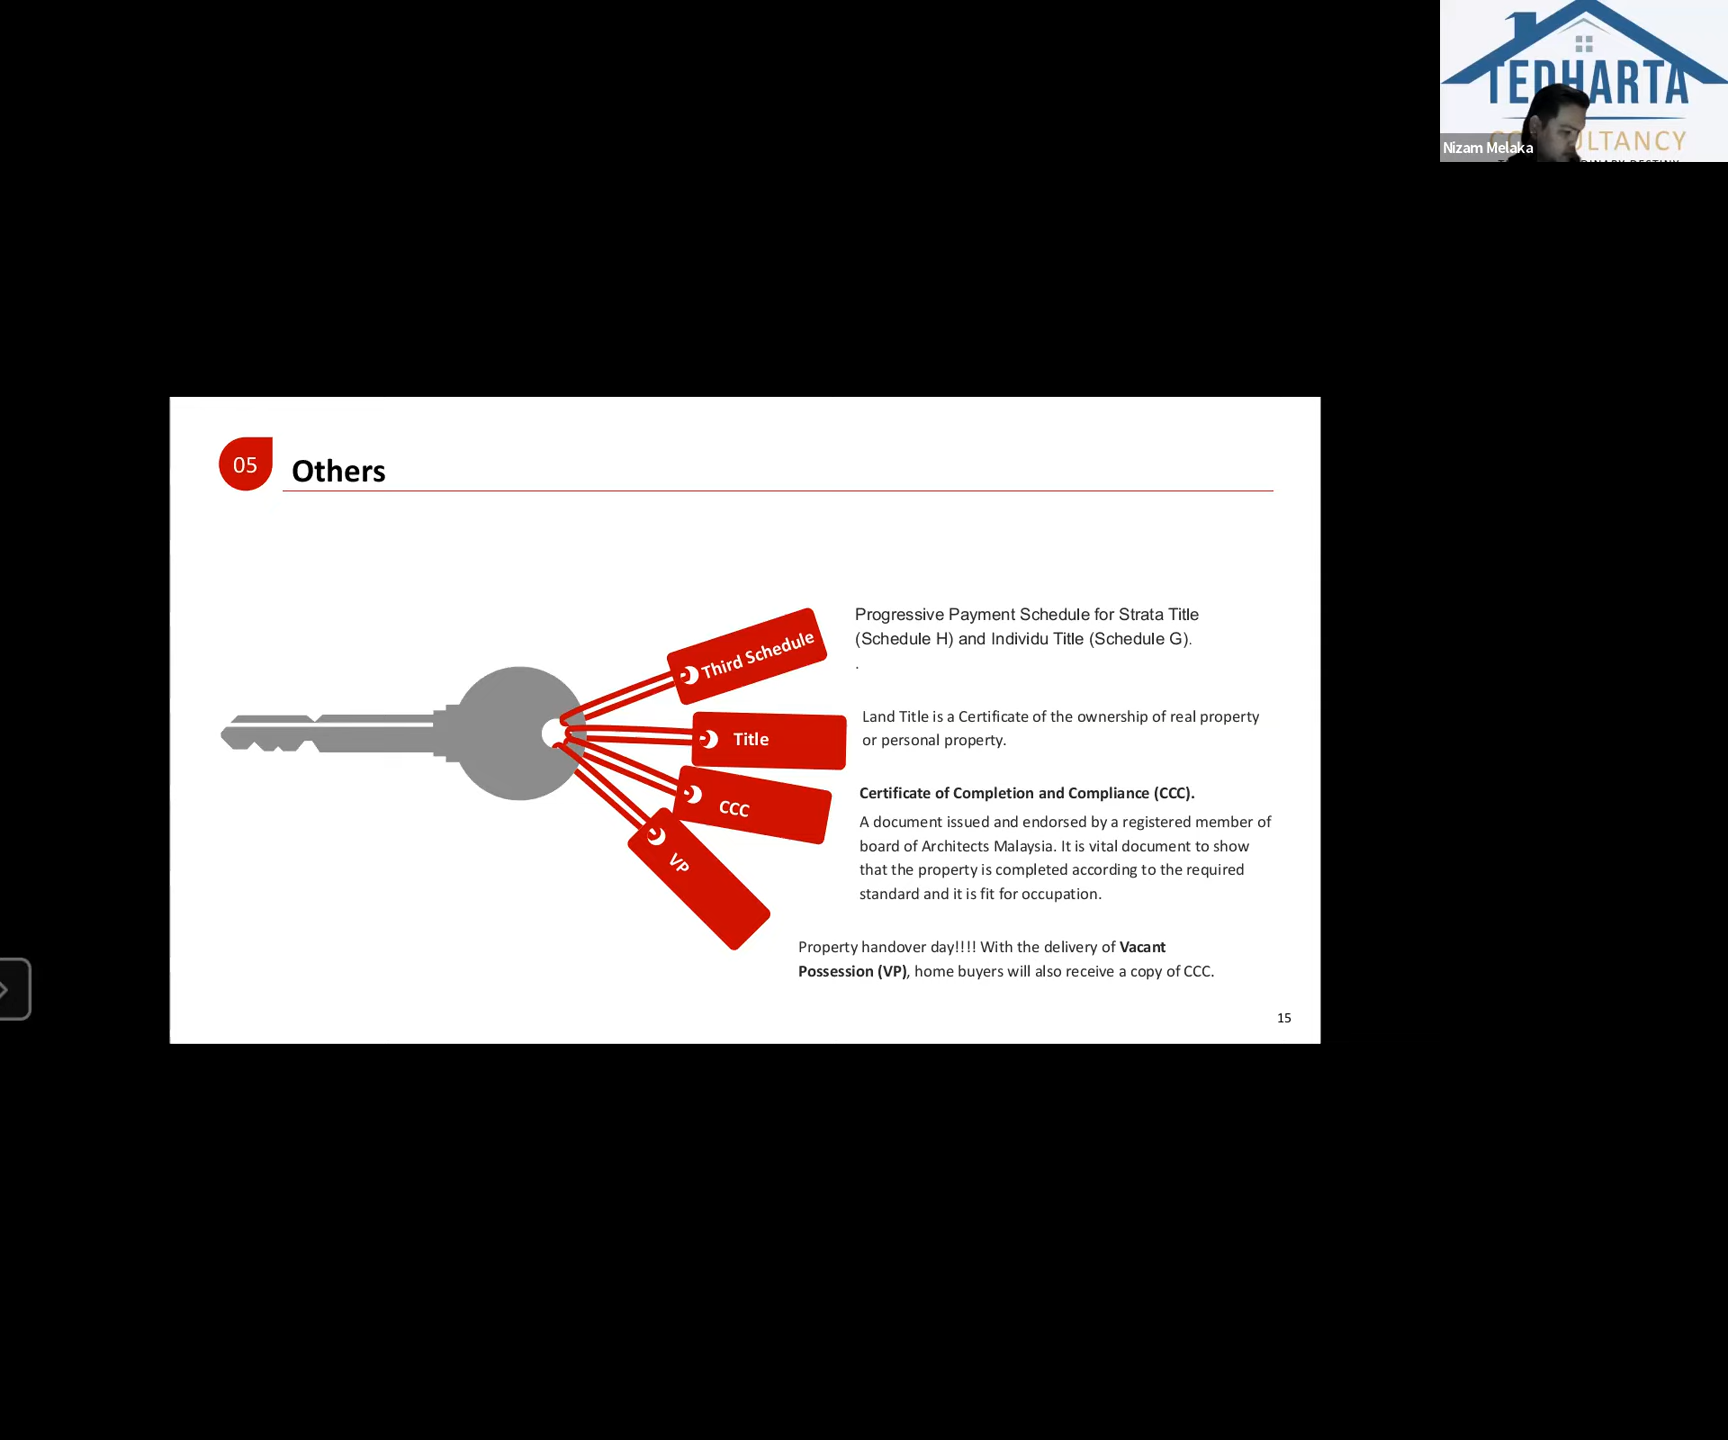 TEDHARTA
Nizam Melaka
05
Others
Third Schedule
Progressive Payment Schedule for Strata Title
(Schedule H) and Individu Title (Schedule G).
.
Title
Land Title is a Certificate of the ownership of real property
or personal property.
CCC
Certificate of Completion and Compliance (CCC).
A document issued and endorsed by a registered member of
board of Architects Malaysia. It is vital document to show
that the property is completed according to the required
standard and it is fit for occupation.
VP
Property handover day!!!! With the delivery of Vacant
Possession (VP), home buyers will also receive a copy of CCC.
15